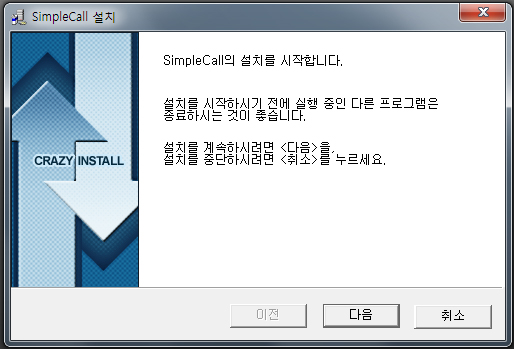 SimpleCall 설치
SimpleCall의 설치를 시작합니다.
설치를 시작하시기 전에 실행 중인 다른 프로그램은
종료하시는 것이 좋습니다.
설치를 계속하시려면 <다음>을,
설치를 중단하시려면 <취소>를 누르세요.
CRAZY INSTALL
이전
다음
취소